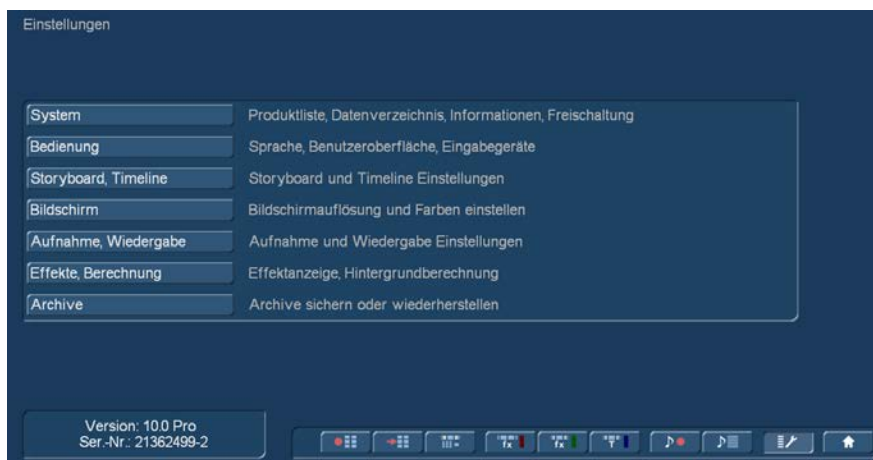 Einstellungen
System
Produktliste, Datenverzeichnis, Informationen, Freischaltung
Bedienung
Sprache, Benutzeroberfläche, Eingabegeräte
Storyboard, Timeline
Storyboard und Timeline Einstellungen
Bildschirm
Bildschirmauflösung und Farben einstellen
Aufnahme, Wiedergabe
Aufnahme und Wiedergabe Einstellungen
Effekte, Berechnung
Effektanzeige, Hintergrundberechnung
Archive
Archive sichern oder wiederherstellen
Version: 10.0 Pro
Ser.-Nr.: 21362499-2
fx
fx
T